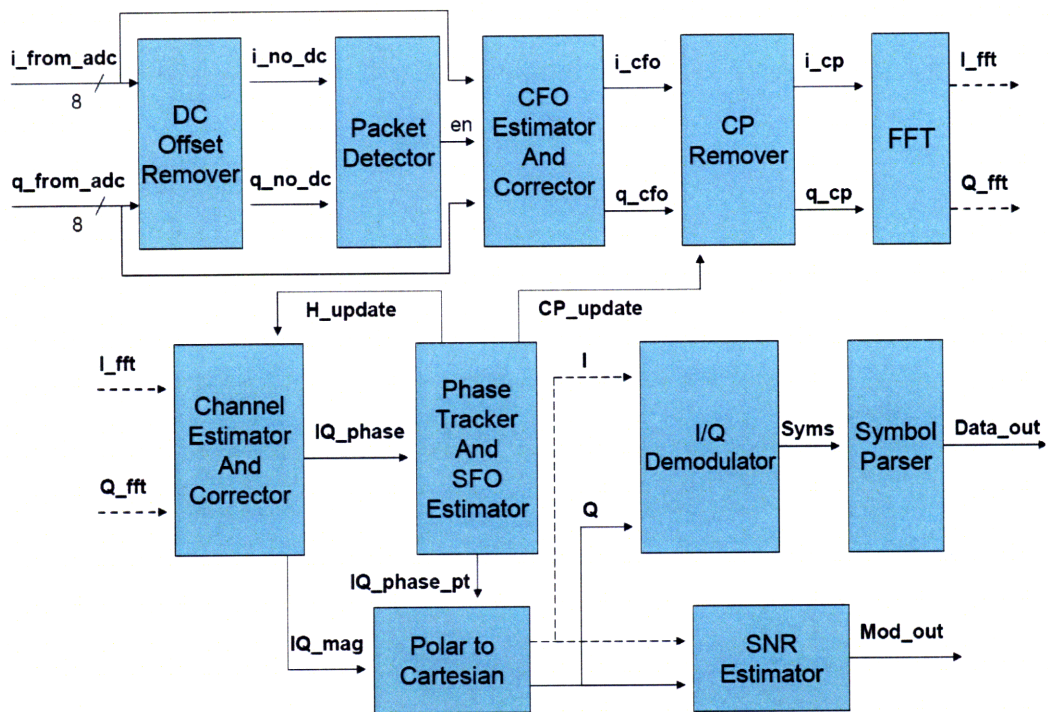 i_from_adc
8
q_from_adc
8
DC
Offset
Remover
i_no_dc
q_no_dc
Packet
Detector
en
CFO
Estimator
And
Corrector
i_cfo
q_cfo
CP
Remover
i_cp
q_cp
FFT
I_fft
Q_fft
H_update
CP_update
I_fft
Q_fft
Channel
Estimator
And
Corrector
IQ_phase
Phase
Tracker
And
SFO
Estimator
I
Q
I/Q
Demodulator
Syms
Symbol
Parser
Data_out
IQ_phase_pt
IQ_mag
Polar to
Cartesian
SNR
Estimator
Mod_out